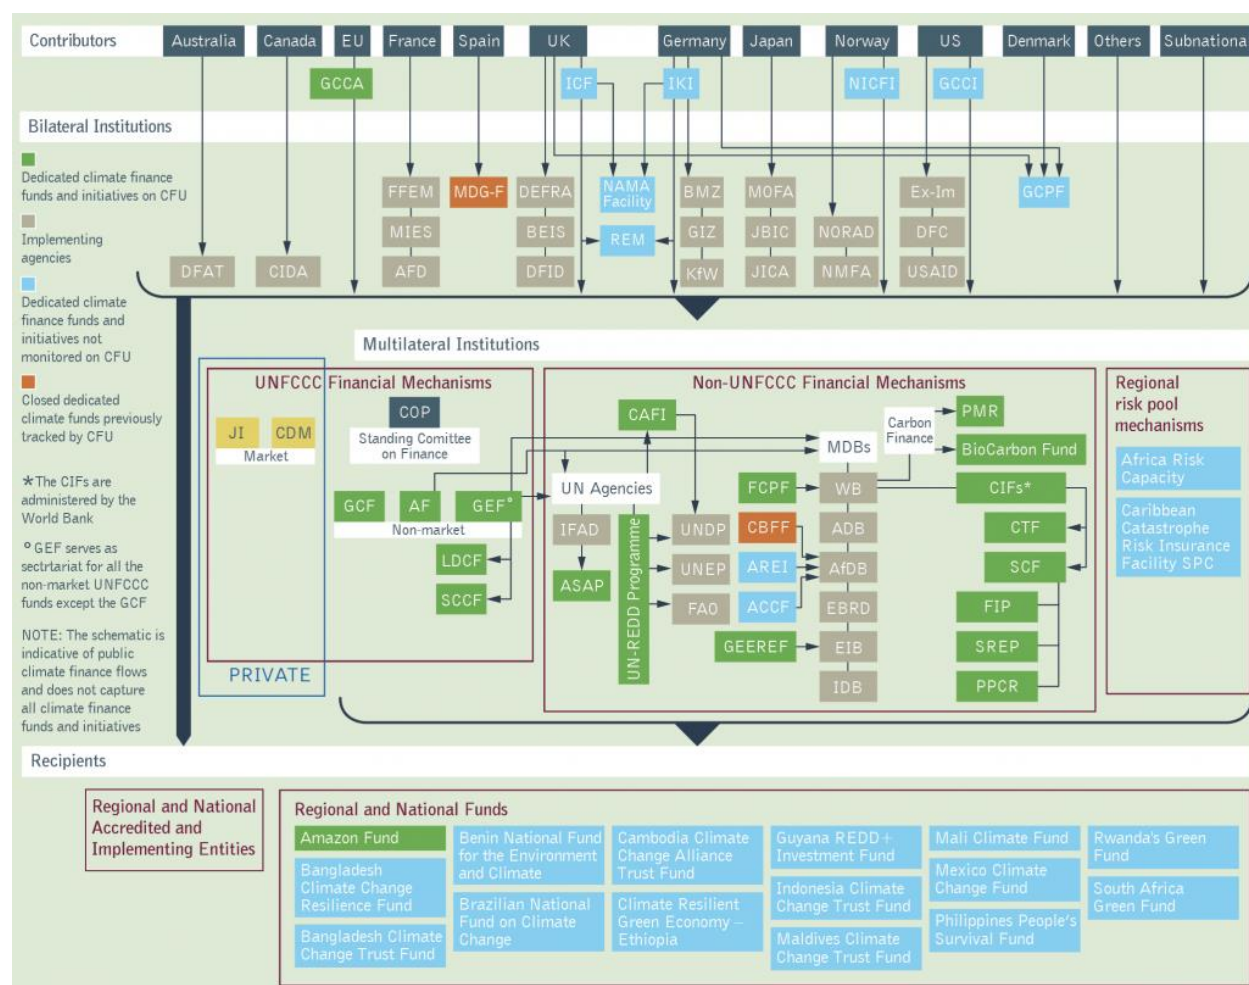 Contributors
Australia
Canada
EU
France
Spain
UK
Germany
Japan
Norway
US
Denmark
Others
Subnationa
GCCA
ICF
IKI
NICFI
GCCI
Bilateral Institutions
Dedicated climate finance
funds and initiatives on CFU
Implementing
agencies
Dedicated climate
finance funds and
initiatives not
monitored on CFU
Closed dedicated
climate funds previously
tracked by CFU
*The CIFs are
administered by the
World Bank
° GEF serves as
sectrtariat for all the
non-market UNFCCC
funds except the GCF
NOTE: The schematic is
indicative of public
climate finance flows
and does not capture
all climate finance
funds and initiatives
DFAT
CIDA
FFEM
MIES
AFD
MDG-F
DEFRA
BEIS
DFID
NAMA
Facility
REM
BMZ
GIZ
KfW
MOFA
JBIC
JICA
NORAD
NMFA
Ex-Im
DFC
USAID
GCPF
Multilateral Institutions
UNFCCC Financial Mechanisms
COP
Standing Comittee
on Finance
JI
CDM
Market
GCF
AF
GEF°
Non-market
LDCF
SCCF
PRIVATE
Non-UNFCCC Financial Mechanisms
CAFI
UN Agencies
IFAD
ASAP
UN-REDD Programme
UNDP
UNEP
FAO
FCPF
CBFF
AREI
ACCF
GEEREF
MDBs
WB
ADB
AfDB
EBRD
EIB
IDB
Carbon
Finance
PMR
BioCarbon Fund
CIFs*
CTF
SCF
FIP
SREP
PPCR
Regional
risk pool
mechanisms
Africa Risk
Capacity
Caribbean
Catastrophe
Risk Insurance
Facility SPC
Recipients
Regional and National
Accredited and
Implementing Entities
Regional and National Funds
Amazon Fund
Bangladesh
Climate Change
Resilience Fund
Bangladesh Climate
Change Trust Fund
Benin National Fund
for the Environment
and Climate
Brazilian National
Fund on Climate
Change
Cambodia Climate
Change Alliance
Trust Fund
Climate Resilient
Green Economy –
Ethiopia
Guyana REDD+
Investment Fund
Indonesia Climate
Change Trust Fund
Maldives Climate
Change Trust Fund
Mali Climate Fund
Mexico Climate
Change Fund
Philippines People's
Survival Fund
Rwanda's Green
Fund
South Africa
Green Fund